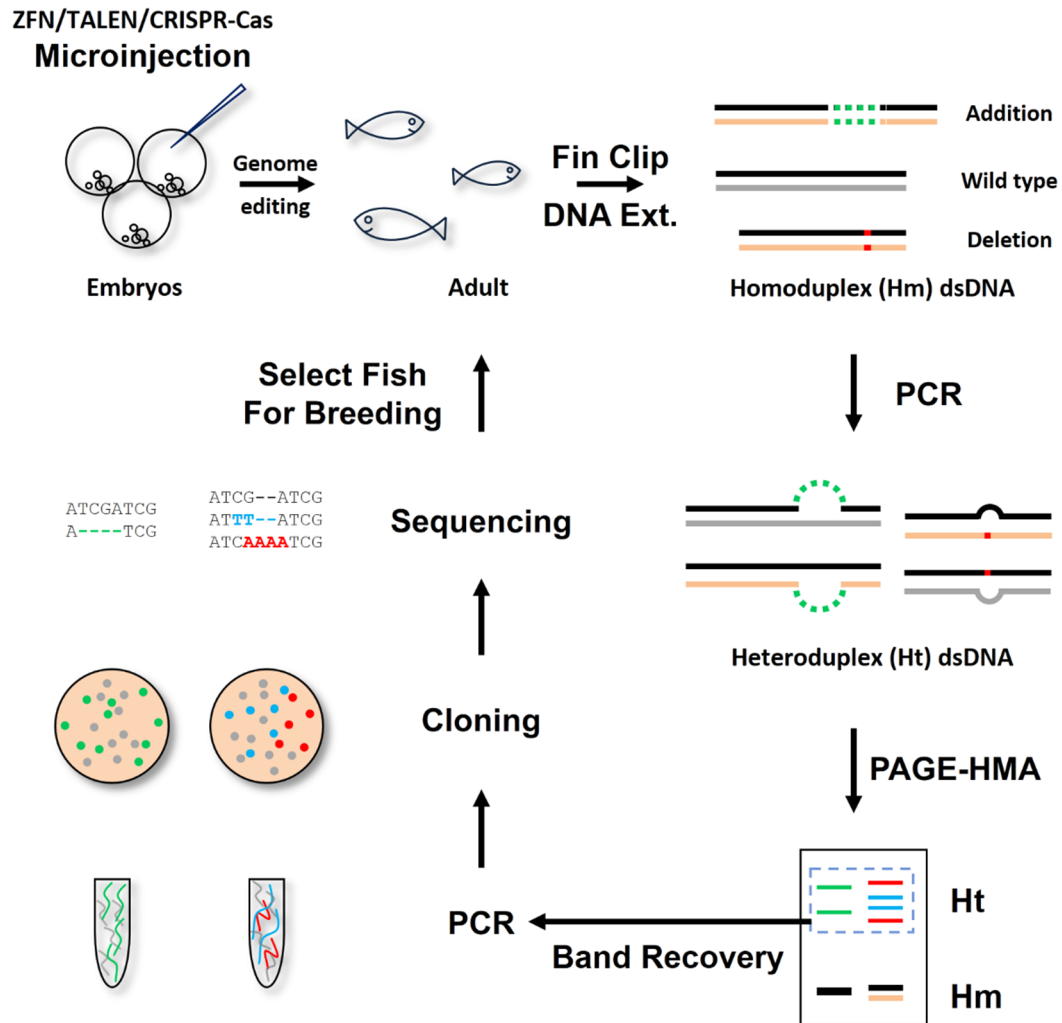 ZFN/TALEN/CRISPR-Cas
Microinjection
Genome
editing
Embryos
Adult
Fin Clip
DNA Ext.
Addition
Wild type
Deletion
Homoduplex (Hm) dsDNA
PCR
Heteroduplex (Ht) dsDNA
PAGE-HMA
Ht
Hm
Band Recovery
PCR
Cloning
Sequencing
ATCGATCG
A----TCG
ATCG--ATCG
ATTT--ATCG
ATCAAAATCG
Select Fish
For Breeding